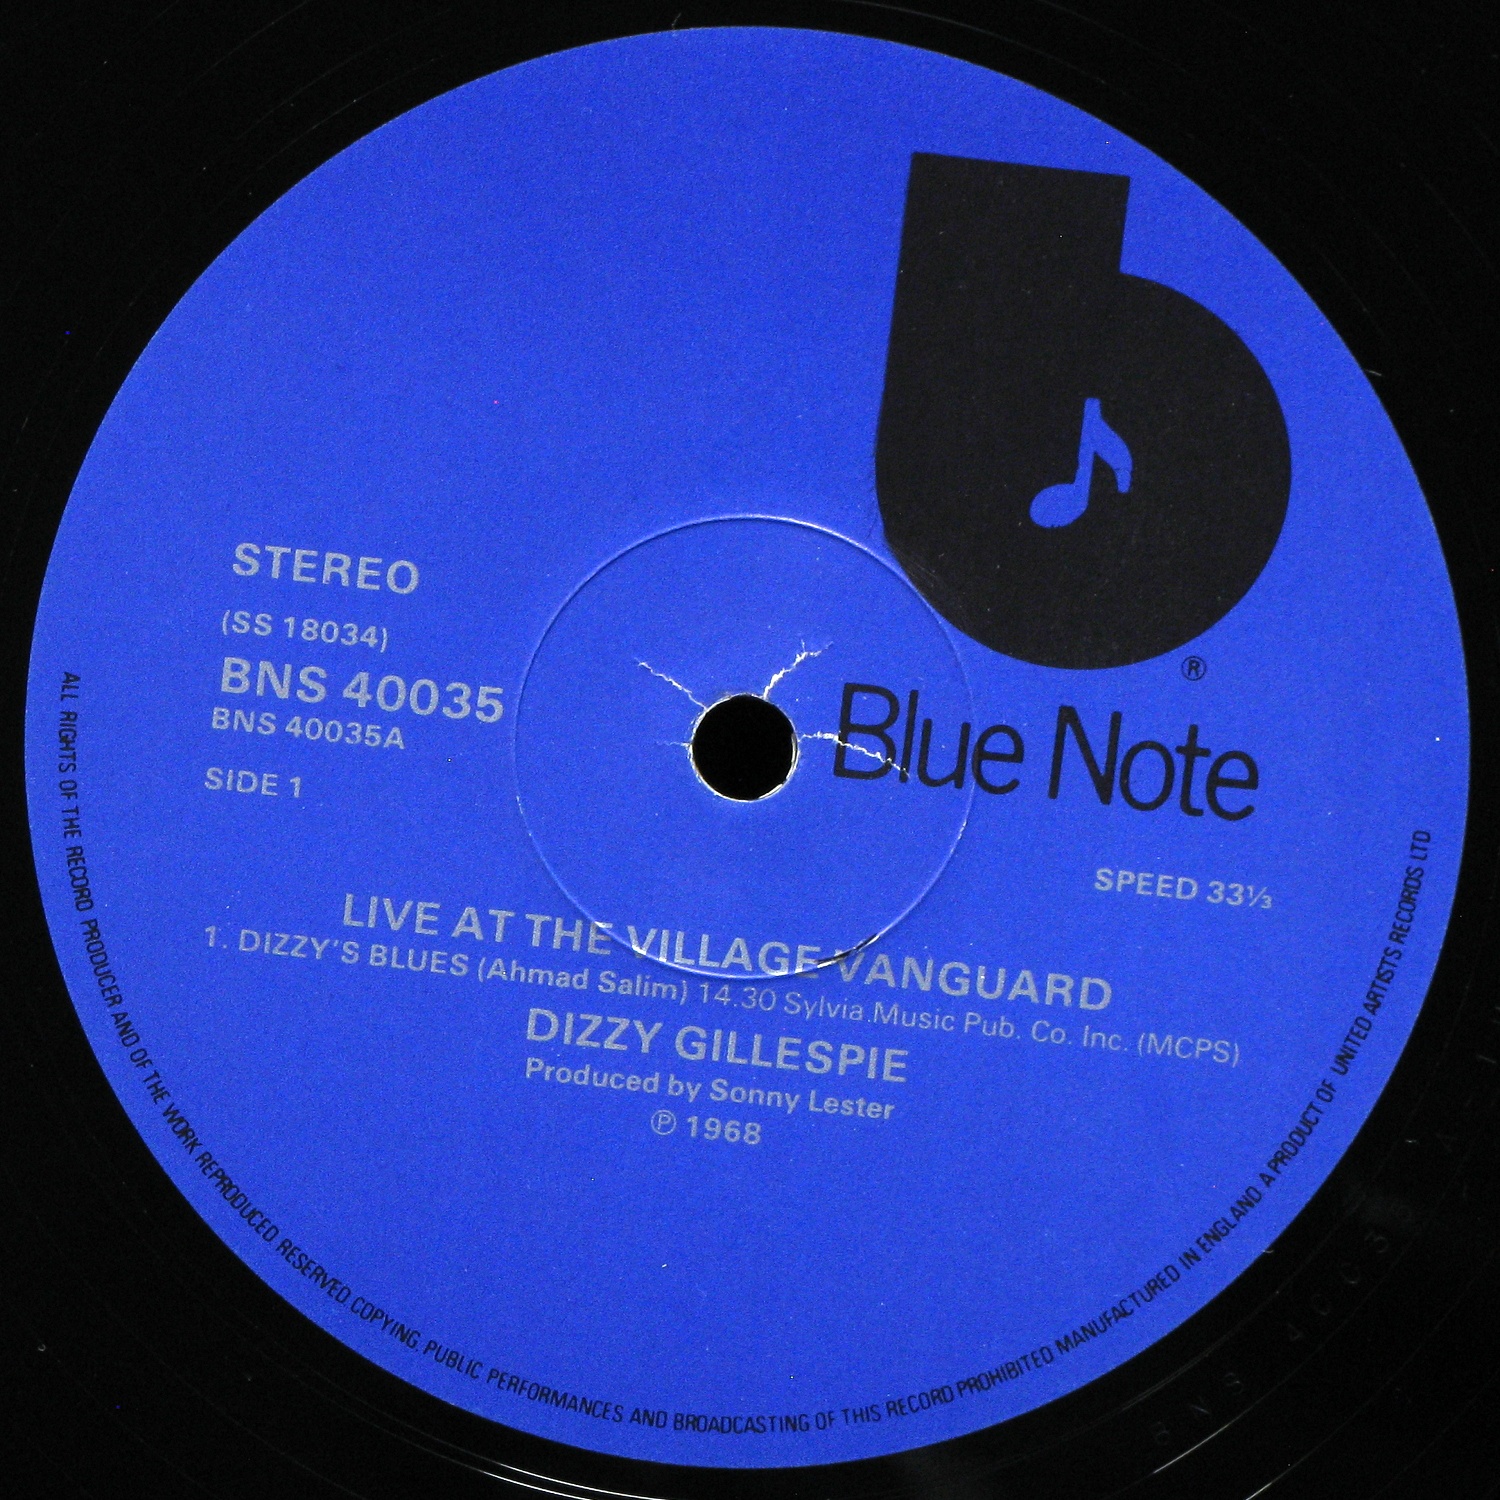 STEREO
(SS 18034)
BNS 40035
BNS 40035A
SIDE 1
®
Blue Note
SPEED 33⅓
LIVE AT THE VILLAGE VANGUARD
1. DIZZY'S BLUES (Ahmad Salim) 14.30 Sylvia.Music Pub. Co. Inc. (MCPS)
DIZZY GILLESPIE
Produced by Sonny Lester
℗ 1968
ALL RIGHTS OF THE RECORD PRODUCER AND OF THE WORK REPRODUCED RESERVED. COPYING, PUBLIC PERFORMANCES AND BROADCASTING OF THIS RECORD PROHIBITED MANUFACTURED IN ENGLAND A PRODUCT OF UNITED ARTISTS RECORDS LTD